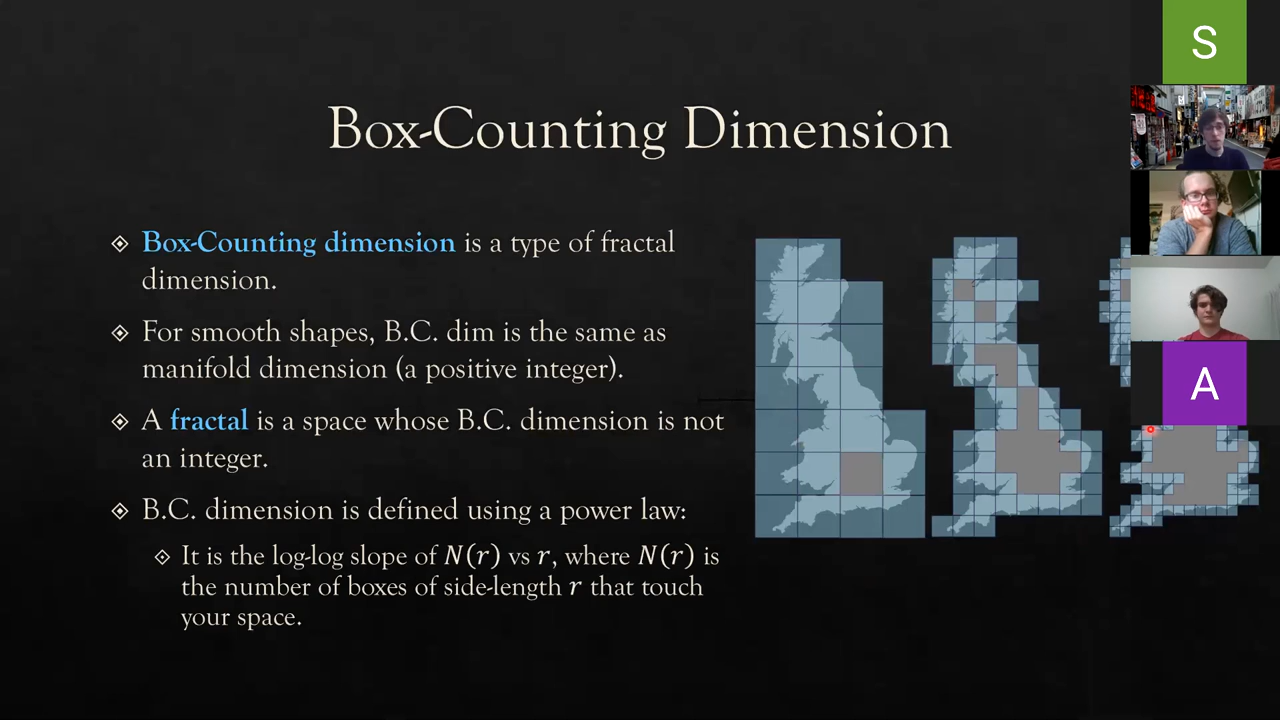 Box-Counting Dimension
Box-Counting dimension is a type of fractal
dimension.
For smooth shapes, B.C. dim is the same as
manifold dimension (a positive integer).
A fractal is a space whose B.C. dimension is not
an integer.
B.C. dimension is defined using a power law:
It is the log-log slope of N(r) vs r, where N(r) is
the number of boxes of side-length r that touch
your space.
S
A